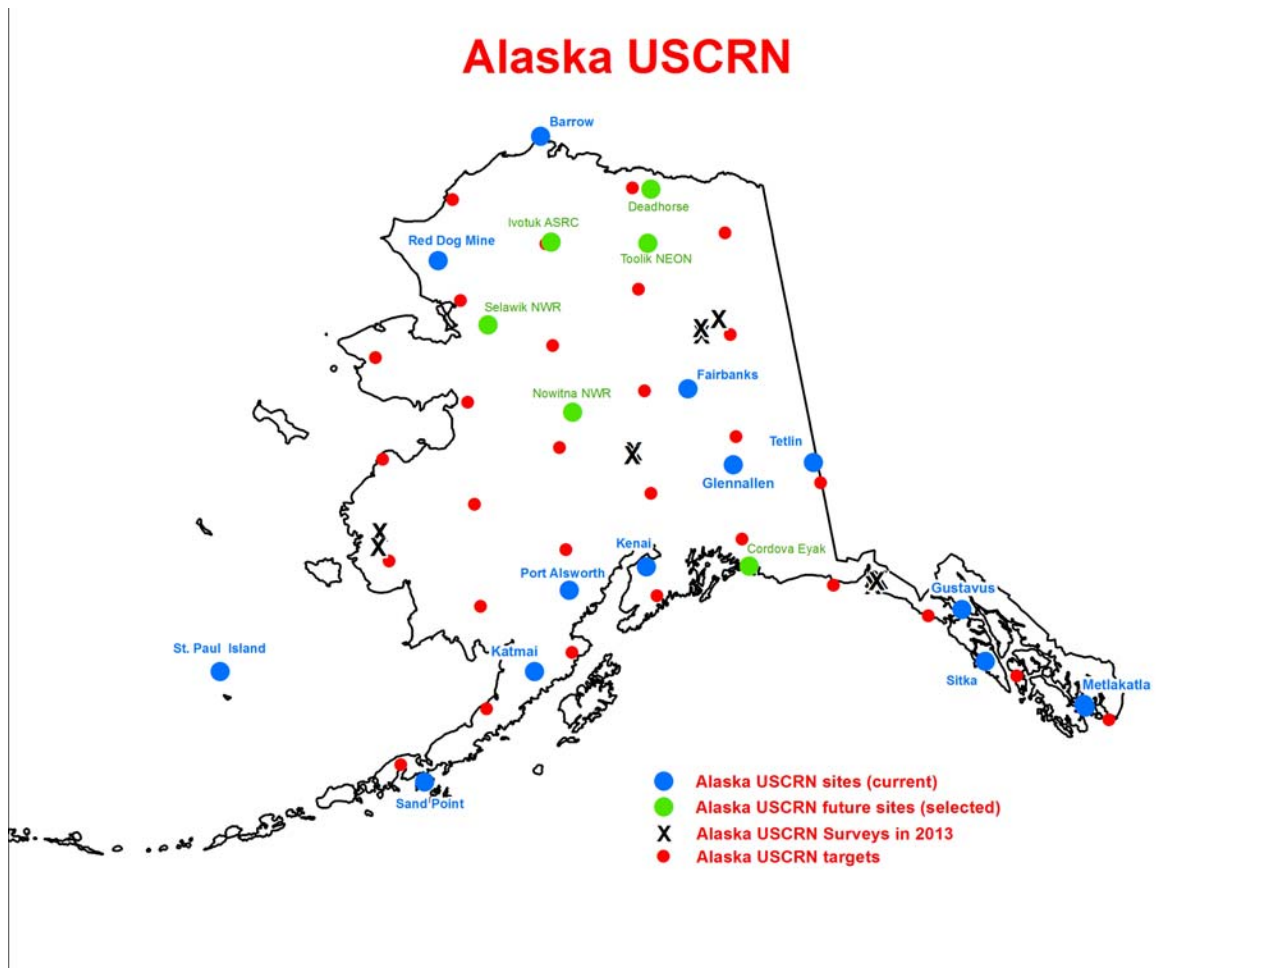 Alaska USCRN
Barrow
Deadhorse
Ivotuk ASRC
Red Dog Mine
Toolik NEON
Selawik NWR
X
X
X
Fairbanks
Nowitna NWR
Tetlin
X
X
Glennallen
X
X
Kenai
Cordova Eyak
Port Alsworth
X
X
Gustavus
St. Paul Island
Katmai
Sitka
Metlakatla
Sand Point
Alaska USCRN sites (current)
Alaska USCRN future sites (selected)
X Alaska USCRN Surveys in 2013
Alaska USCRN targets